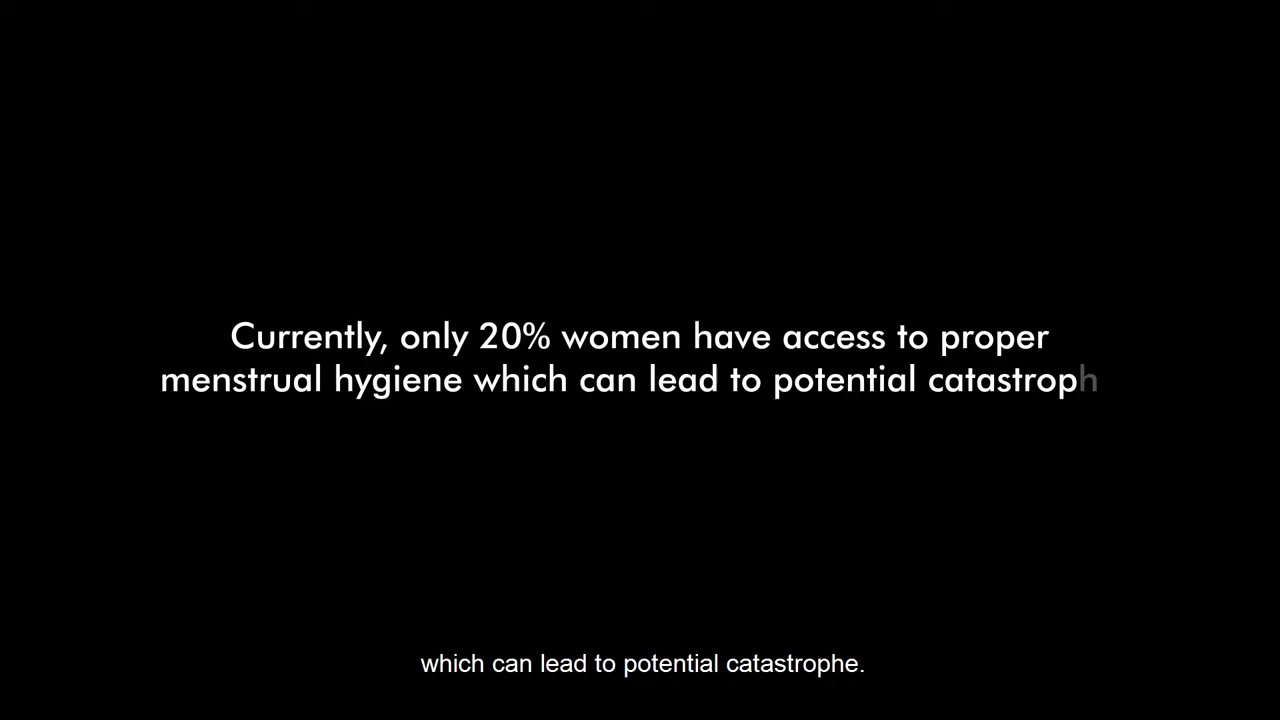 Currently, only 20% women have access to proper
menstrual hygiene which can lead to potential catastroph
which can lead to potential catastrophe.